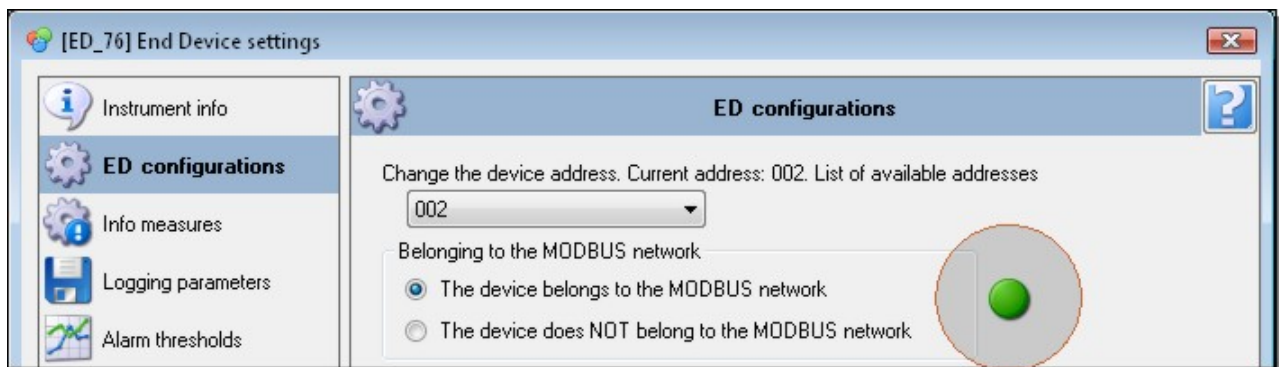 [ED_76] End Device settings
Instrument info
ED configurations
Info measures
Logging parameters
Alarm thresholds
ED configurations
Change the device address. Current address: 002. List of available addresses
002
Belonging to the MODBUS network
The device belongs to the MODBUS network
The device does NOT belong to the MODBUS network